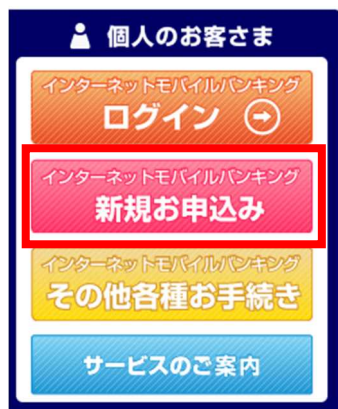 個人のお客さま
インターネットモバイルバンキング
ログイン
インターネットモバイルバンキング
新規お申込み
インターネットモバイルバンキング
その他各種お手続き
サービスのご案内